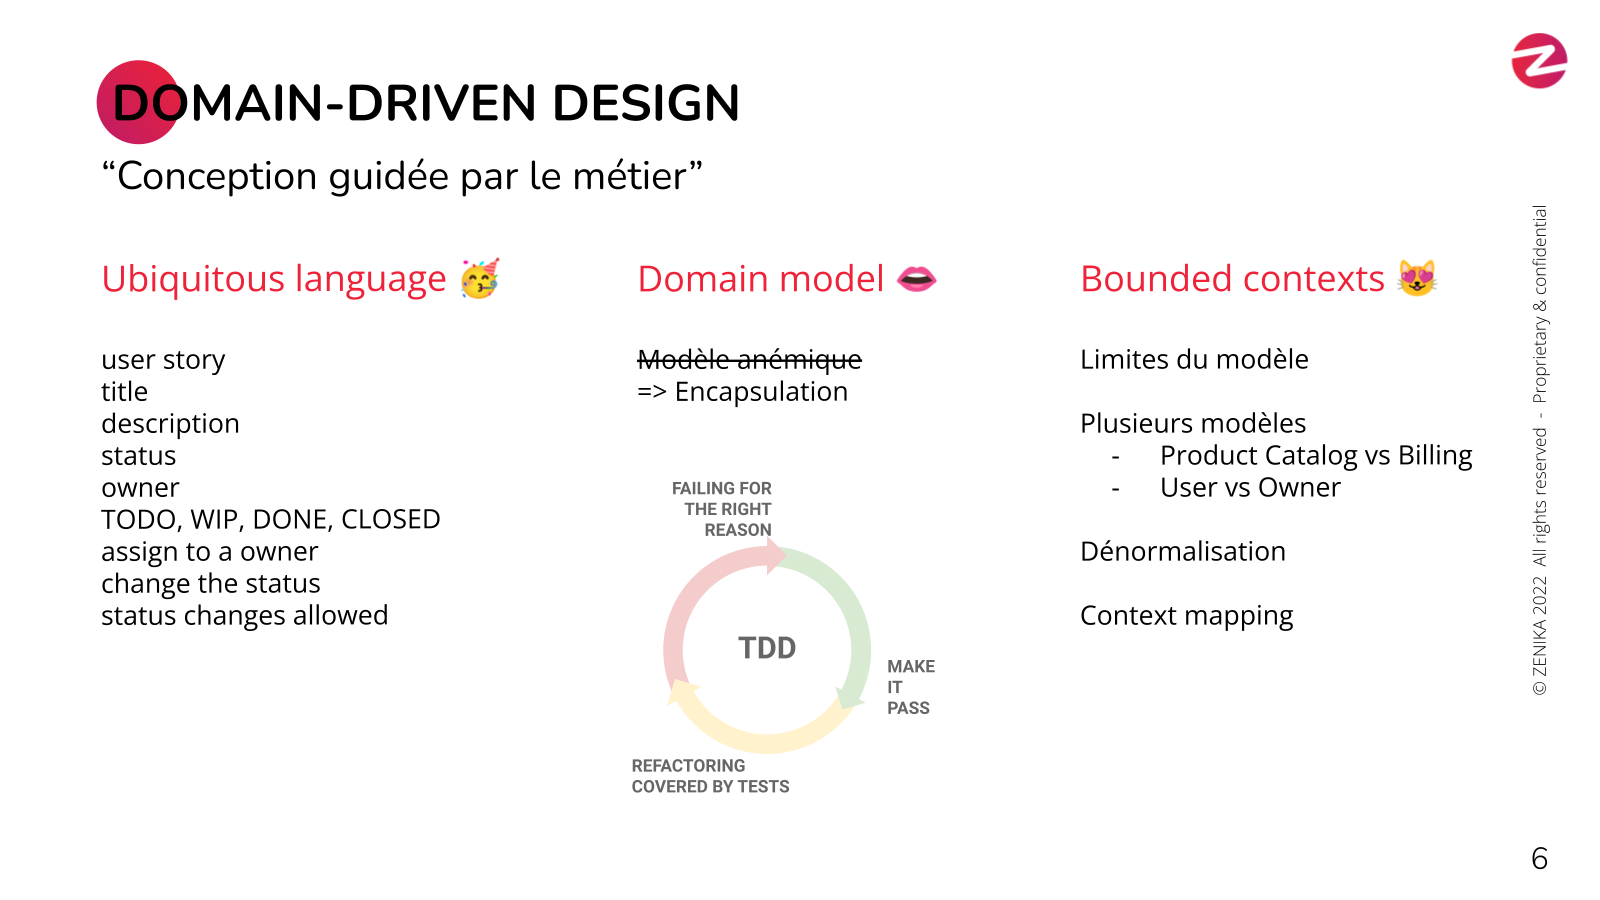 DOMAIN-DRIVEN DESIGN
“Conception guidée par le métier”
Ubiquitous language 🥳
user story
title
description
status
owner
TODO, WIP, DONE, CLOSED
assign to a owner
change the status
status changes allowed
Domain model 👄
Modèle anémique
=> Encapsulation
FAILING FOR
THE RIGHT
REASON
TDD
MAKE
IT
PASS
REFACTORING
COVERED BY TESTS
Bounded contexts 😻
Limites du modèle
Plusieurs modèles
- Product Catalog vs Billing
- User vs Owner
Dénormalisation
Context mapping
© ZENIKA 2022 All rights reserved - Proprietary & confidential
6